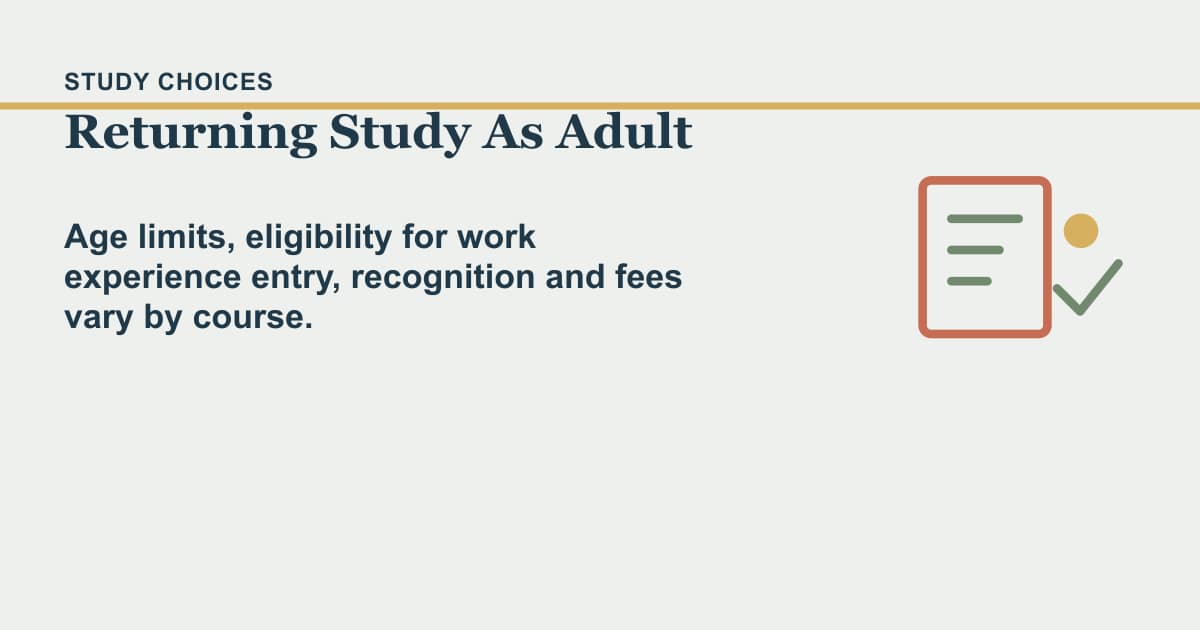 STUDY CHOICES
Returning Study As Adult
Age limits, eligibility for work
experience entry, recognition and fees
vary by course.